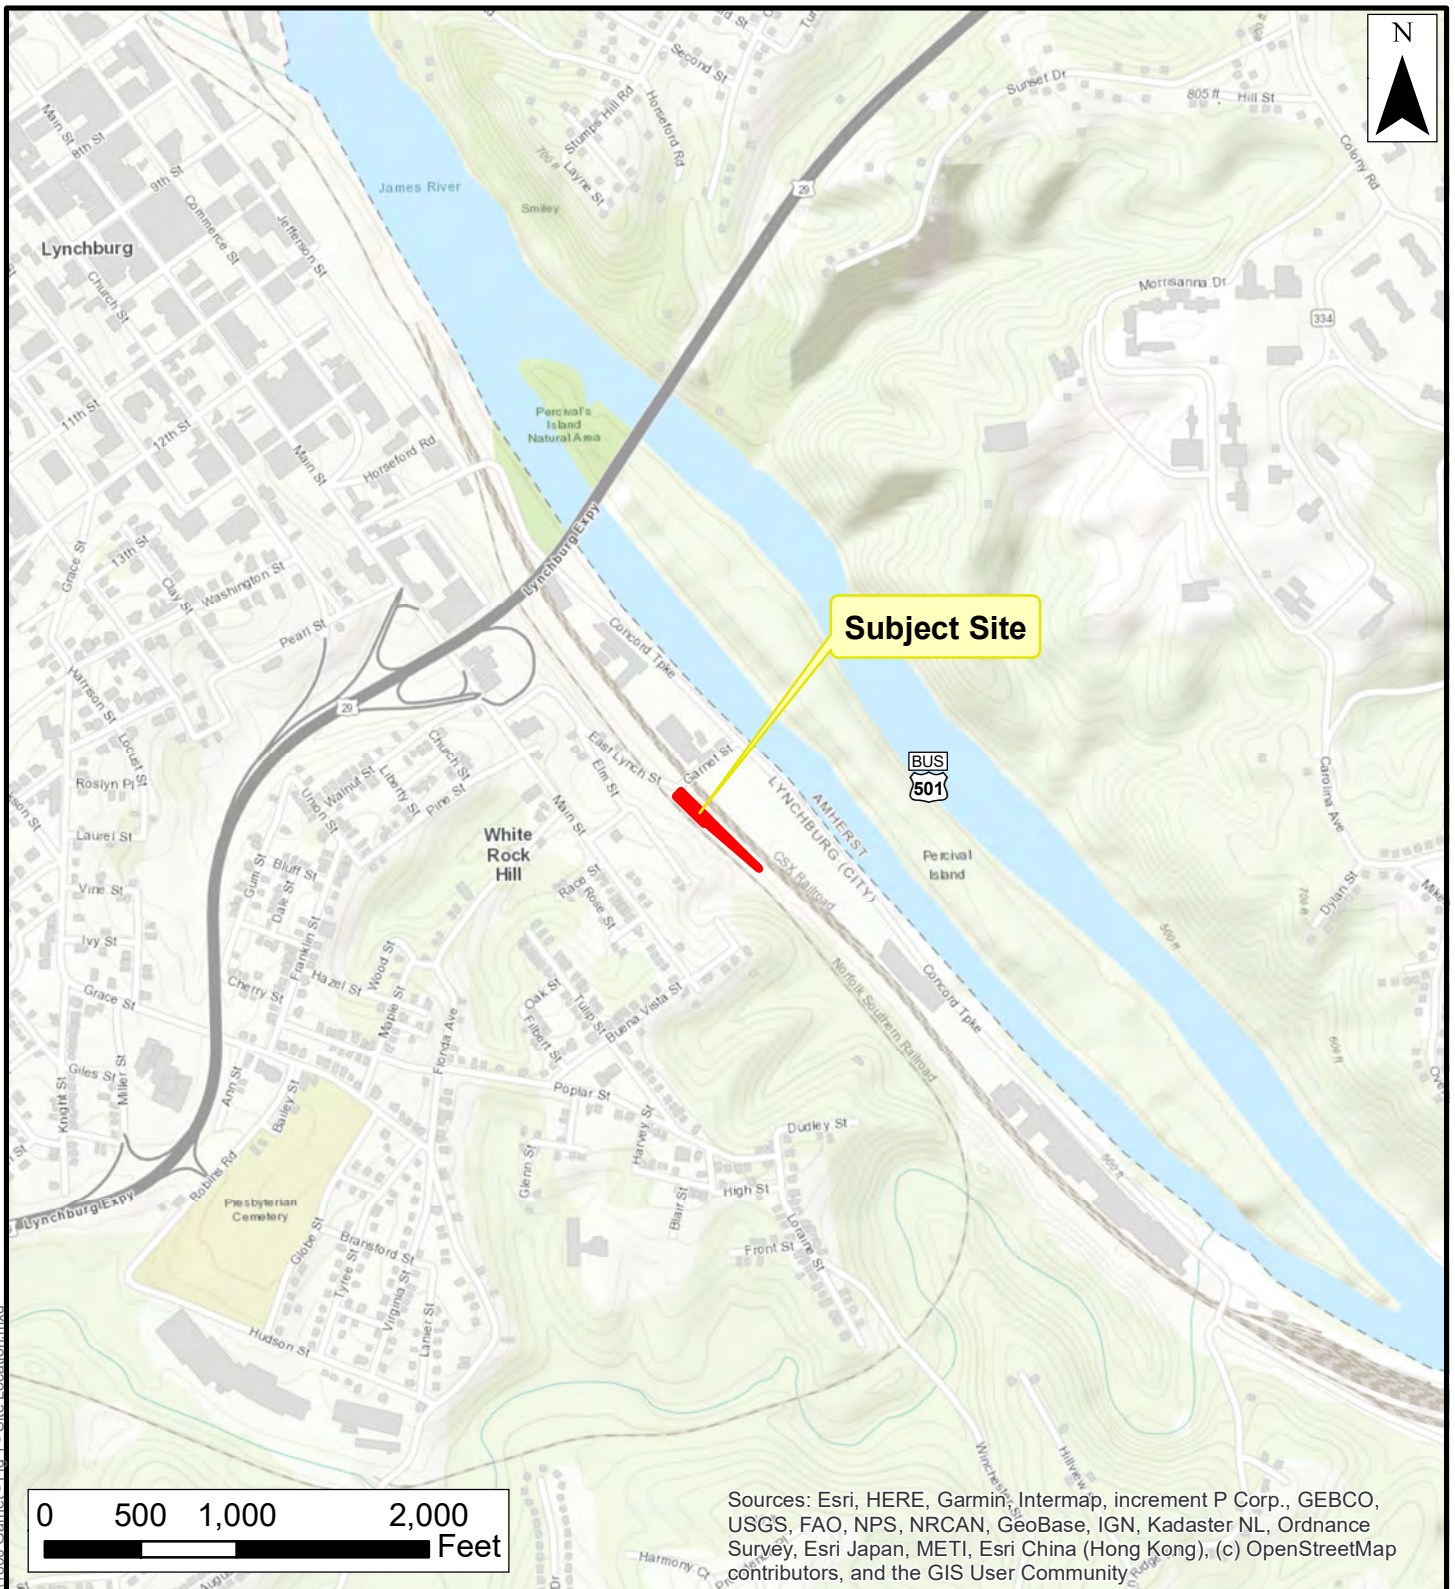 N
Second St
Stumps Hill Rd
Horseford Rd
Layne St
700 ft
Smiley
Sunset Dr
805 ft
Hill St
600 ft
Colony Rd
Main St
8th St
9th St
Commerce St
Jefferson St
James River
29
Lynchburg
Church St
Morrisanna Dr
334
11th St
12th St
Main St
Horseford Rd
Percival's
Island
Natural Area
Lynchburg Expy
Grace St
13th St
Clay St
Washington St
Pearl St
Concord Tpke
Subject Site
Harrison St
29
Locust St
Roslyn Pl
Church St
Walnut St
Liberty St
Union St
Pine St
East Lynch St
Elm St
Garnet St
BUS
501
Carolina Ave
LYNCHBURG (CITY)
AMHERST
Laurel St
Main St
White
Rock
Hill
CSX Railroad
Percival
Island
Gum St
Bluff St
Dale St
Vine St
Race St
Rose St
Dylan St
700 ft
Ivy St
Franklin St
Wood St
500 ft
Cherry St
Hazel St
Maple St
Grace St
Oak St
Tulip St
Filbert St
Buena Vista St
Norfolk Southern Railroad
Concord Tpke
Florida Ave
600 ft
Giles St
Miller St
Knight St
Ann St
Bailey St
Poplar St
Harvey St
Dudley St
500 ft
Glenn St
High St
Blair St
Robins Rd
Lynchburg Expy
Presbyterian
Cemetery
Globe St
Bransford St
Tyree St
Virginia St
Lanier St
Front St
Loraine St
Hudson St
Winchester St
0 500 1,000 2,000
Feet
Harmony Ct
Sources: Esri, HERE, Garmin, Intermap, increment P Corp., GEBCO,
USGS, FAO, NPS, NRCAN, GeoBase, IGN, Kadaster NL, Ordnance
Survey, Esri Japan, METI, Esri China (Hong Kong), (c) OpenStreetMap
contributors, and the GIS User Community